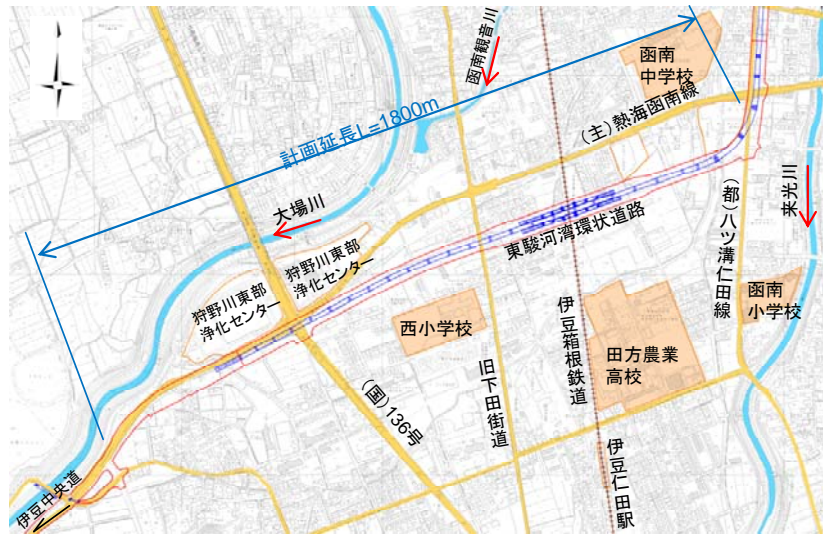 函南観音川
函南
中学校
計画延長L=1800m
(主)熱海函南線
大場川
来光川
東駿河湾環状道路
(都)八ツ溝仁田線
狩野川東部
浄化センター
狩野川東部
浄化センター
函南
小学校
西小学校
伊豆箱根鉄道
田方農業
高校
旧下田街道
(国)136号
伊豆仁田駅
伊豆中央道